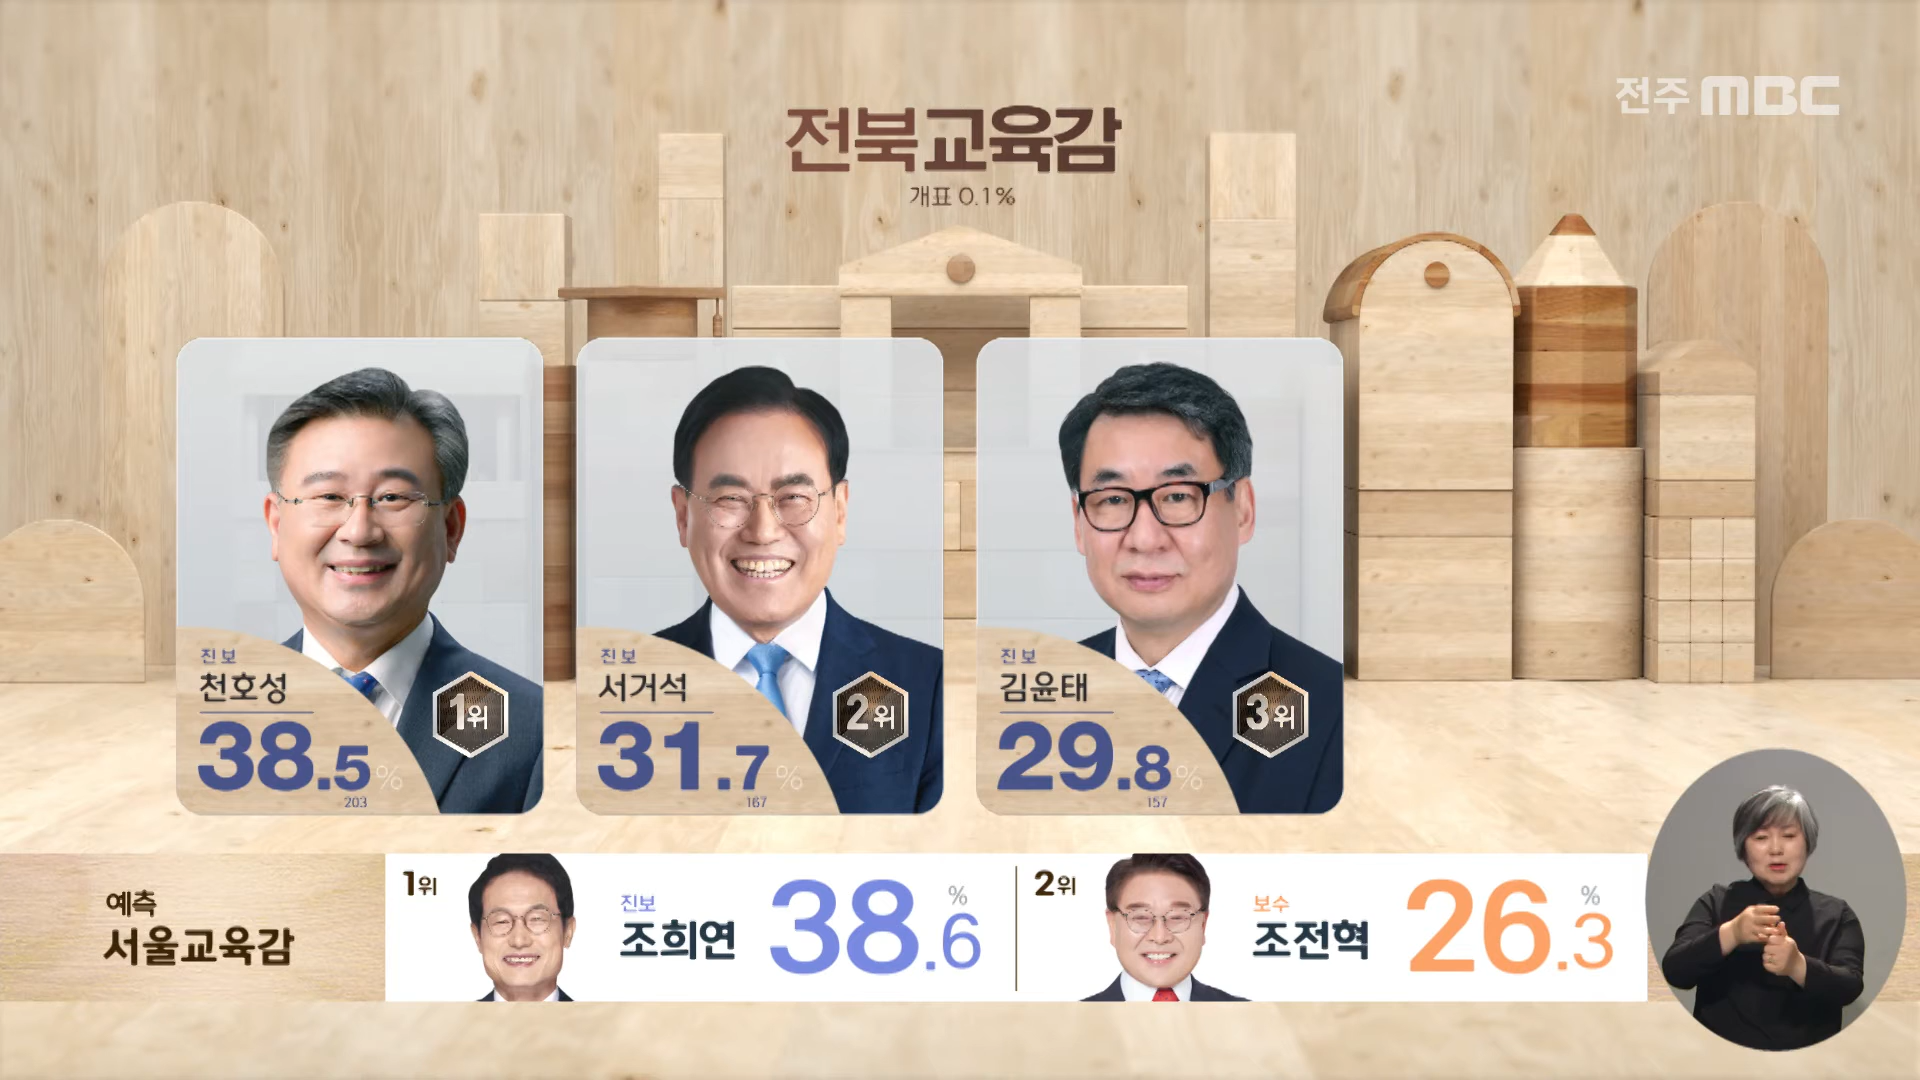 전주 MBC
전북교육감
개표 0.1%
진보
천호성
38.5%
203
1위
진보
서거석
31.7%
167
2위
진보
김윤태
29.8%
157
3위
예측
서울교육감
1위
진보
조희연
38.6%
2위
보수
조전혁
26.3%